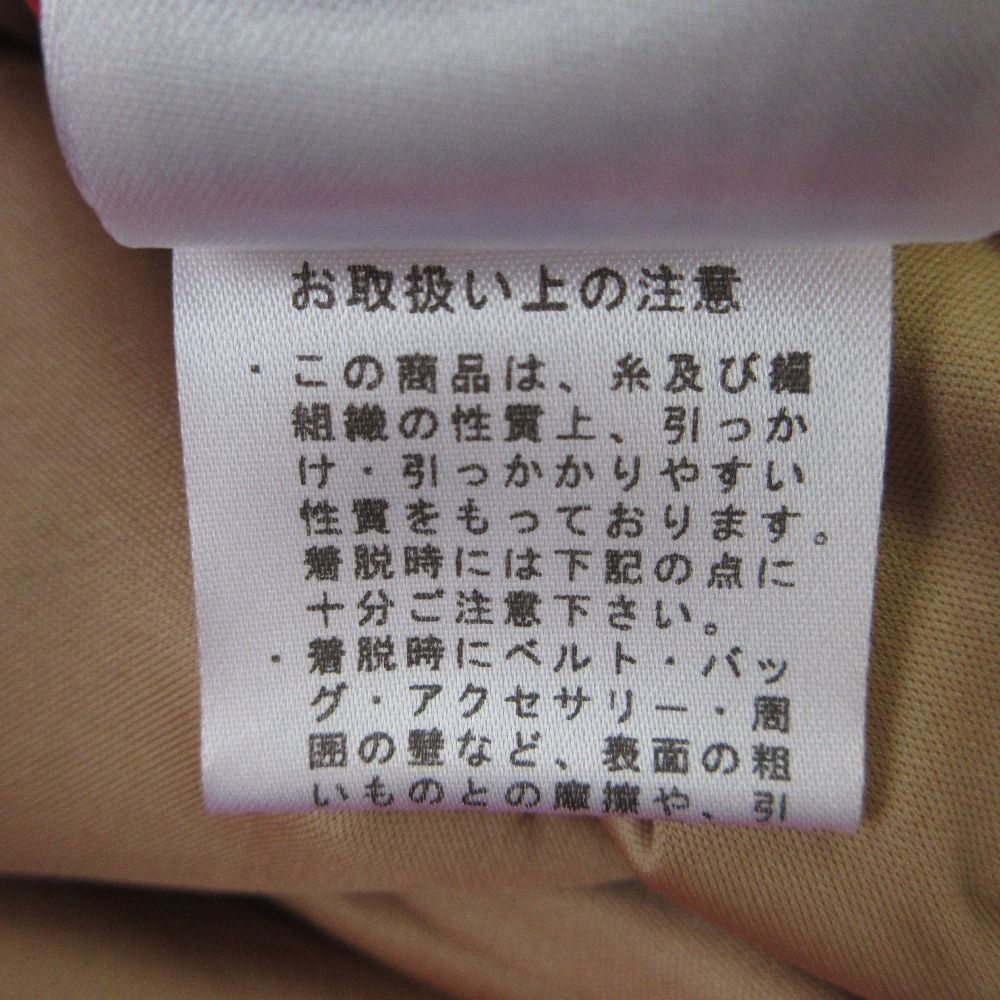 お取扱い上の注意
・この商品は、糸及び編
組織の性質上、引っか
け・引っかかりやすい
性質をもっております。
着脱時には下記の点に
十分ご注意下さい。
・着脱時にベルト・バッ
グ・アクセサリー・周
囲の壁など、表面の粗
いものとの摩擦や、引